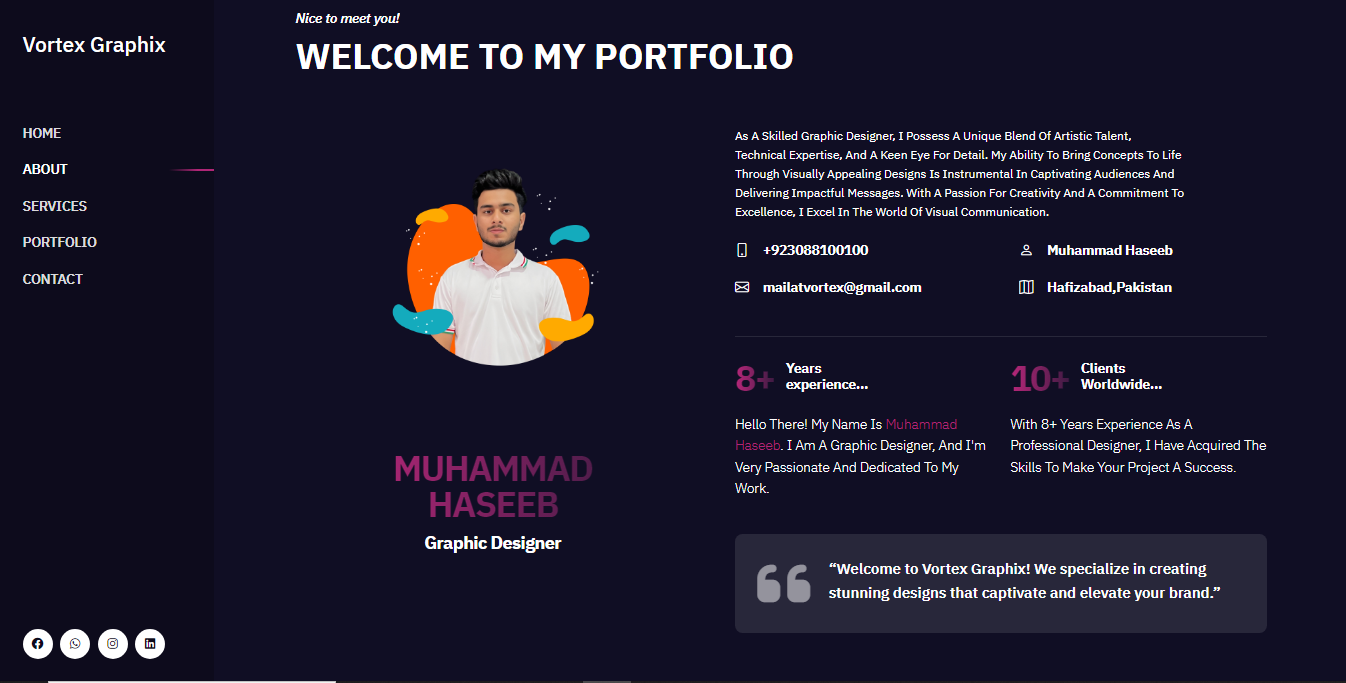 Vortex Graphix
HOME
ABOUT
SERVICES
PORTFOLIO
CONTACT
Nice to meet you!
WELCOME TO MY PORTFOLIO
MUHAMMAD
HASEEB
Graphic Designer
As A Skilled Graphic Designer, I Possess A Unique Blend Of Artistic Talent,
Technical Expertise, And A Keen Eye For Detail. My Ability To Bring Concepts To Life
Through Visually Appealing Designs Is Instrumental In Captivating Audiences And
Delivering Impactful Messages. With A Passion For Creativity And A Commitment To
Excellence, I Excel In The World Of Visual Communication.
+923088100100
Muhammad Haseeb
mailatvortex@gmail.com
Hafizabad,Pakistan
8+
Years
experience...
Hello There! My Name Is Muhammad
Haseeb. I Am A Graphic Designer, And I'm
Very Passionate And Dedicated To My
Work.
10+
Clients
Worldwide...
With 8+ Years Experience As A
Professional Designer, I Have Acquired The
Skills To Make Your Project A Success.
“Welcome to Vortex Graphix! We specialize in creating
stunning designs that captivate and elevate your brand.”